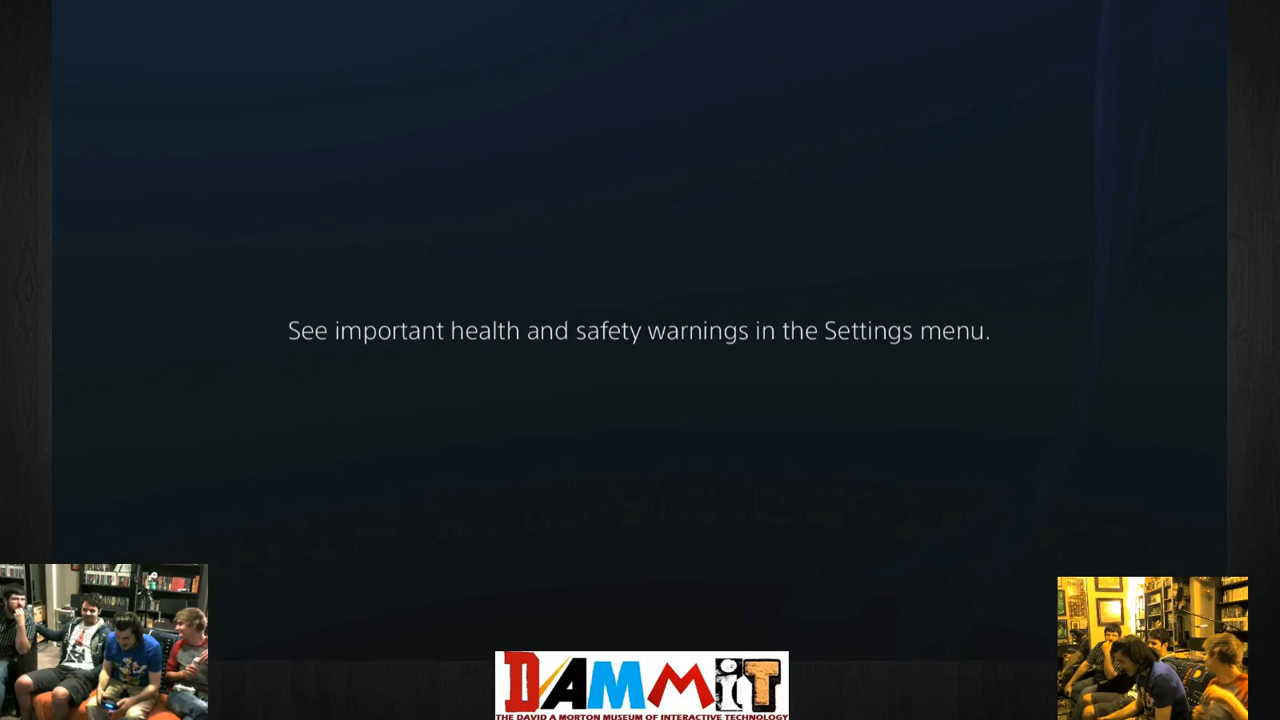 See important health and safety warnings in the Settings menu.
DAMMiT
THE DAVID A MORTON MUSEUM OF INTERACTIVE TECHNOLOGY